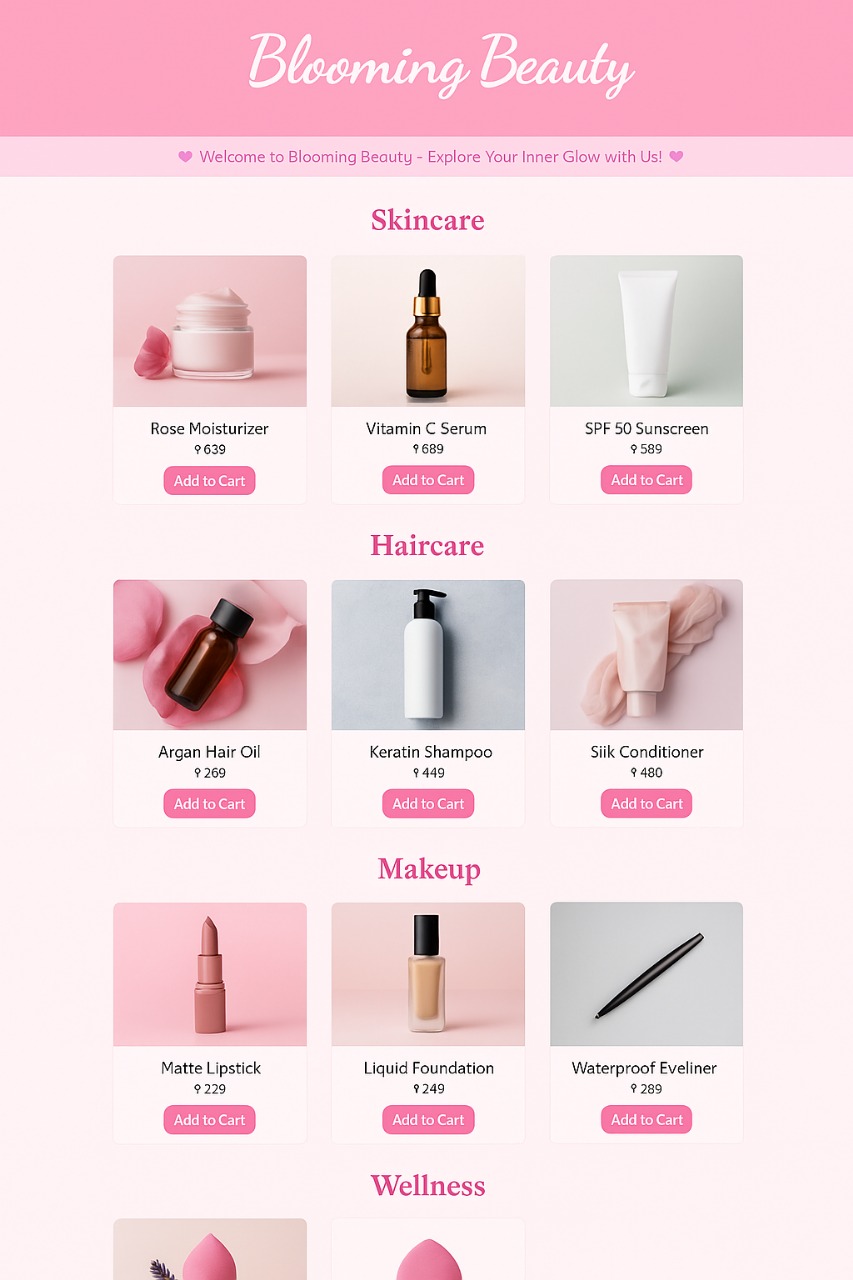 Blooming Beauty
Welcome to Blooming Beauty - Explore Your Inner Glow with Us!
Skincare
Rose Moisturizer
639
Add to Cart
Vitamin C Serum
689
Add to Cart
SPF 50 Sunscreen
589
Add to Cart
Haircare
Argan Hair Oil
269
Add to Cart
Keratin Shampoo
449
Add to Cart
Siik Conditioner
480
Add to Cart
Makeup
Matte Lipstick
229
Add to Cart
Liquid Foundation
249
Add to Cart
Waterproof Eveliner
289
Add to Cart
Wellness